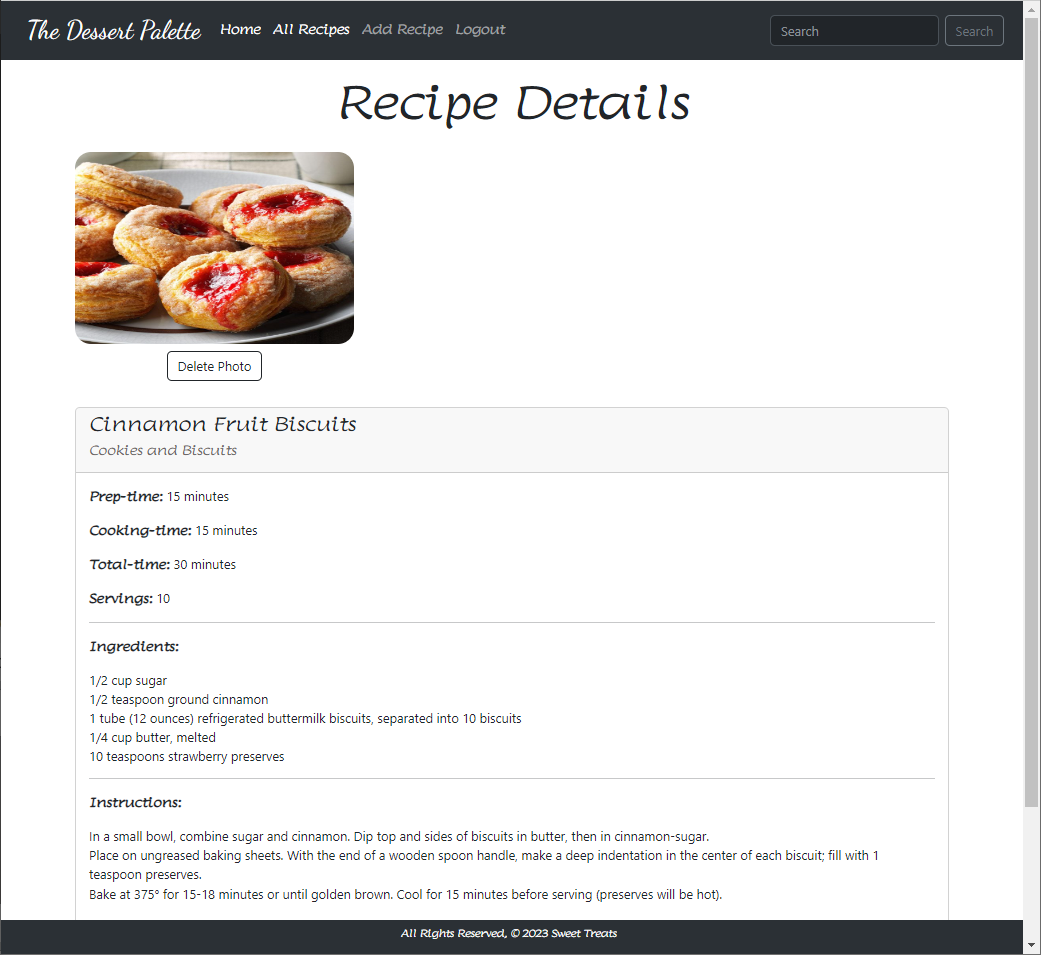 The Dessert Palette Home All Recipes Add Recipe Logout Search Search
Recipe Details
Delete Photo
Cinnamon Fruit Biscuits
Cookies and Biscuits
Prep-time: 15 minutes
Cooking-time: 15 minutes
Total-time: 30 minutes
Servings: 10
Ingredients:
1/2 cup sugar
1/2 teaspoon ground cinnamon
1 tube (12 ounces) refrigerated buttermilk biscuits, separated into 10 biscuits
1/4 cup butter, melted
10 teaspoons strawberry preserves
Instructions:
In a small bowl, combine sugar and cinnamon. Dip top and sides of biscuits in butter, then in cinnamon-sugar.
Place on ungreased baking sheets. With the end of a wooden spoon handle, make a deep indentation in the center of each biscuit; fill with 1
teaspoon preserves.
Bake at 375° for 15-18 minutes or until golden brown. Cool for 15 minutes before serving (preserves will be hot).
All Rights Reserved, © 2023 Sweet Treats